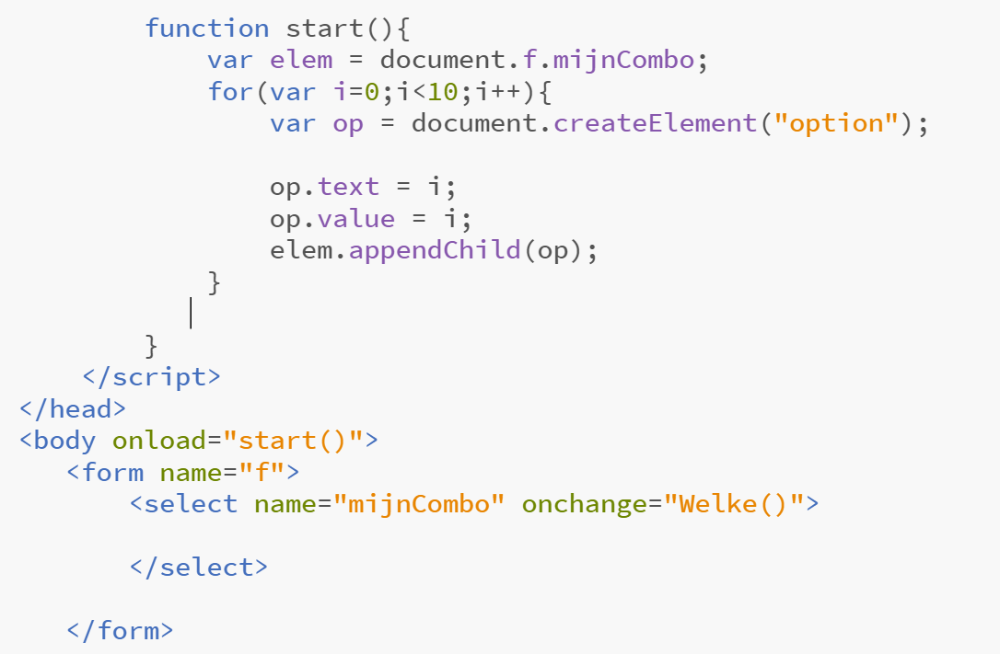 function start(){
var elem = document.f.mijnCombo;
for(var i=0;i<10;i++){
var op = document.createElement("option");
op.text = i;
op.value = i;
elem.appendChild(op);
}
}
</script>
</head>
<body onload="start()">
<form name="f">
<select name="mijnCombo" onchange="Welke()">
</select>
</form>